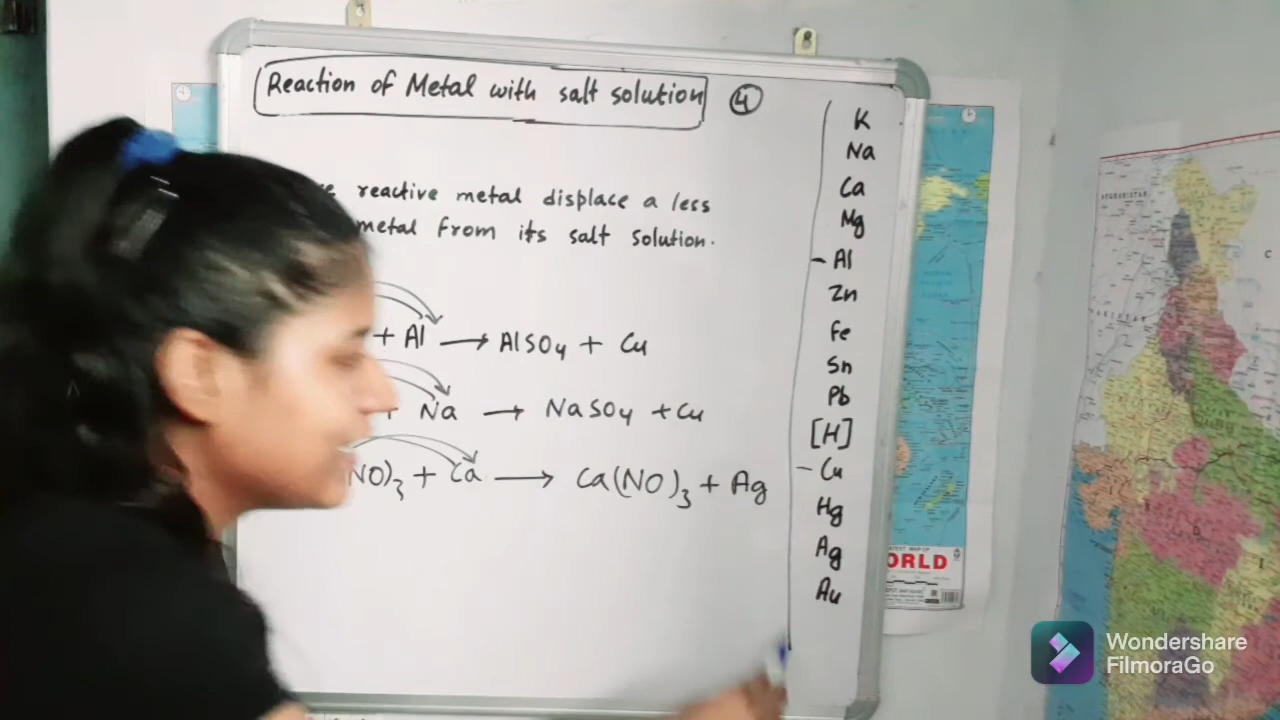 Reaction of Metal with salt solution 4
reactive metal displace a less
metal from its salt solution.
+ Al → AlSO4 + Cu
+ Na → NaSO4 + Cu
NO)3 + Ca → Ca(NO)3 + Ag
K
Na
Ca
Mg
- Al
Zn
Fe
Sn
Pb
[H]
- Cu
Hg
Ag
Au
AFGHANISTAN
ORLD
Wondershare
FilmoraGo